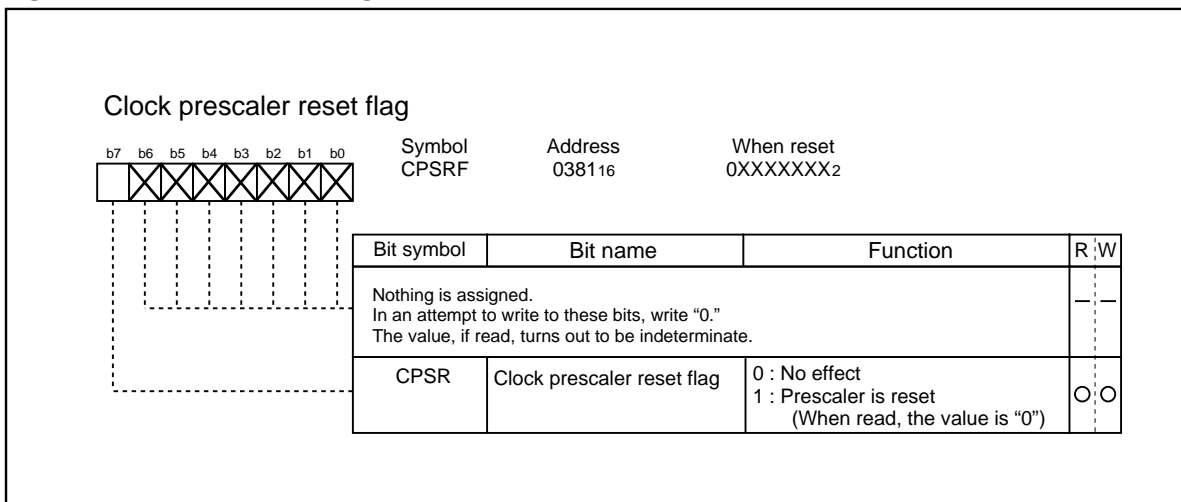 Clock prescaler reset flag
b7 b6 b5 b4 b3 b2 b1 b0
Symbol Address When reset
CPSRF 038116 0XXXXXXX2
Bit symbol Bit name Function R W
Nothing is assigned.
In an attempt to write to these bits, write “0.”
The value, if read, turns out to be indeterminate.
— —
CPSR Clock prescaler reset flag 0 : No effect
1 : Prescaler is reset
(When read, the value is “0”)
O O